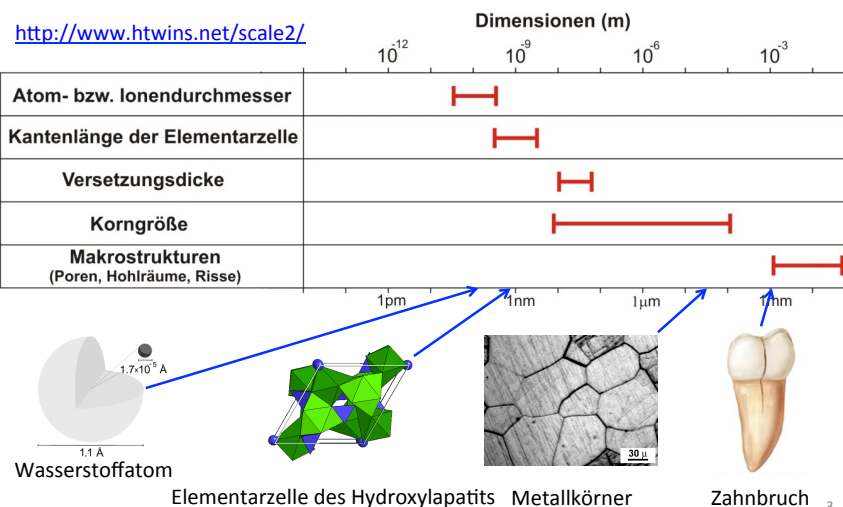 http://www.htwins.net/scale2/
Dimensionen (m)
10^-12 10^-9 10^-6 10^-3
Atom- bzw. Ionendurchmesser
Kantenlänge der Elementarzelle
Versetzungsdicke
Korngröße
Makrostrukturen
(Poren, Hohlräume, Risse)
1pm 1nm 1µm 1mm
1.7×10^-5 Å
1.1 Å
30 µ
Wasserstoffatom
Elementarzelle des Hydroxylapatits Metallkörner Zahnbruch
3